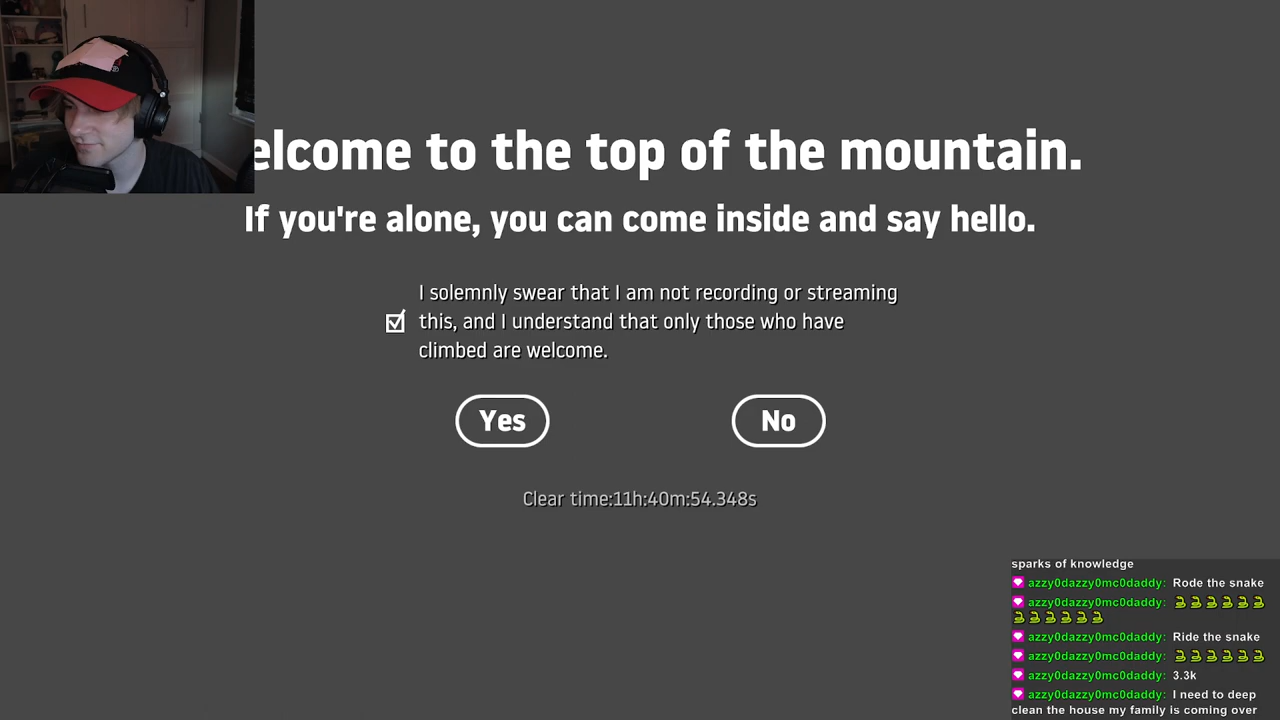 elcome to the top of the mountain.
If you're alone, you can come inside and say hello.
I solemnly swear that I am not recording or streaming
this, and I understand that only those who have
climbed are welcome.
Yes
No
Clear time:11h:40m:54.348s
sparks of knowledge
azzy0dazzy0mc0daddy: Rode the snake
azzy0dazzy0mc0daddy:
azzy0dazzy0mc0daddy: Ride the snake
azzy0dazzy0mc0daddy:
azzy0dazzy0mc0daddy: 3.3k
azzy0dazzy0mc0daddy: I need to deep
clean the house my family is coming over